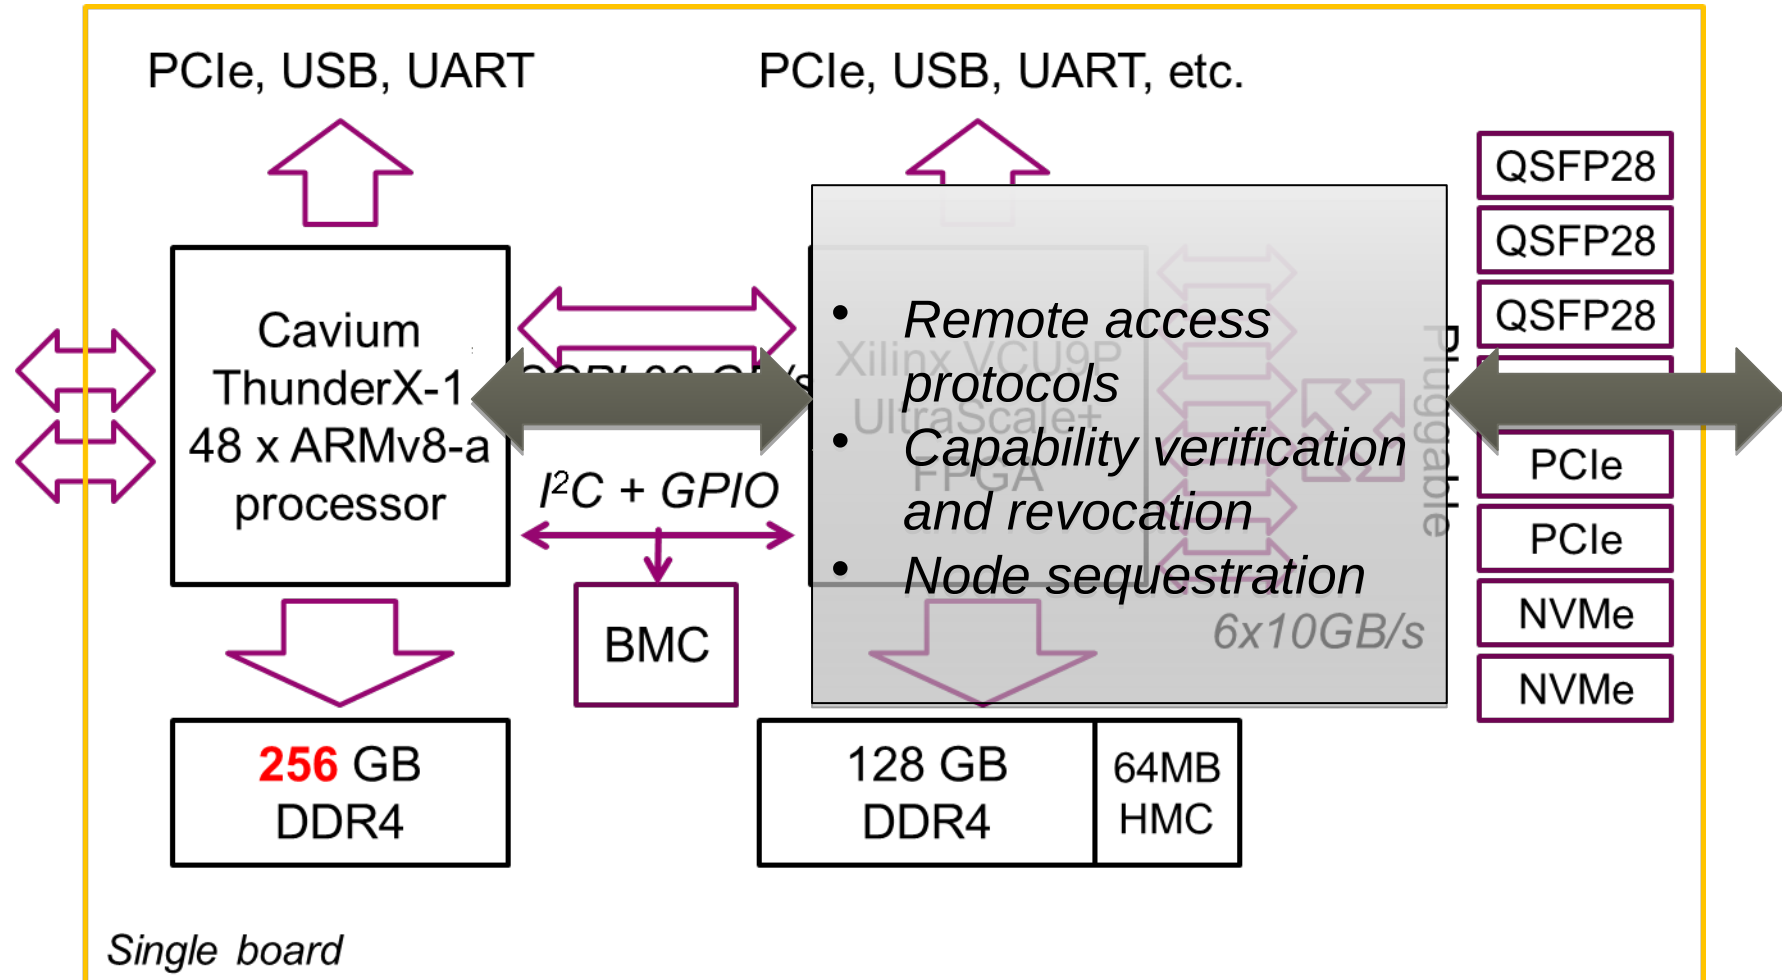 PCIe, USB, UART
PCIe, USB, UART, etc.
Cavium
ThunderX-1
48 x ARMv8-a
processor
I²C + GPIO
BMC
Xilinx VCU9P
UltraScale+
FPGA
• Remote access
protocols
• Capability verification
and revocation
• Node sequestration
6x10GB/s
Pluggable
QSFP28
QSFP28
QSFP28
PCIe
PCIe
NVMe
NVMe
256 GB
DDR4
128 GB
DDR4
64MB
HMC
Single board